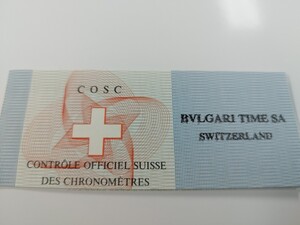 COSC
BVLGARI TIME SA
SWITZERLAND
CONTRÔLE OFFICIEL SUISSE
DES CHRONOMÈTRES